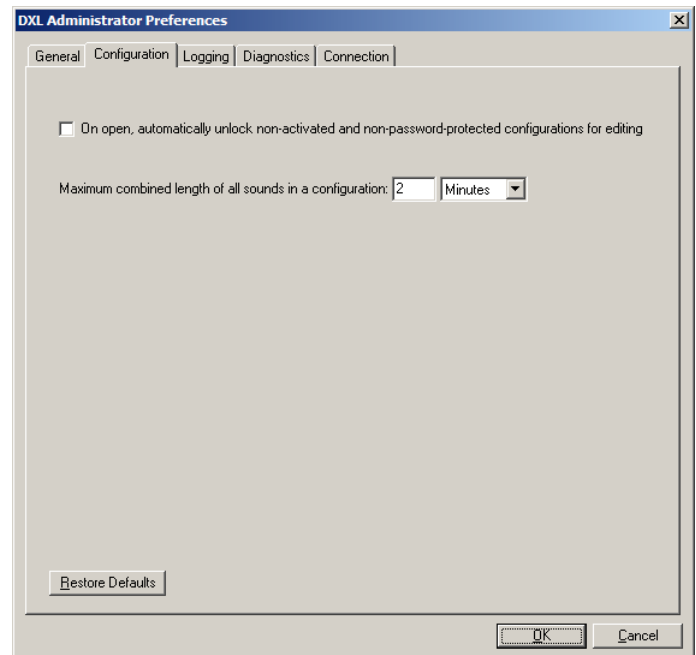 DXL Administrator Preferences
General Configuration Logging Diagnostics Connection
On open, automatically unlock non-activated and non-password-protected configurations for editing
Maximum combined length of all sounds in a configuration: 2 Minutes
Restore Defaults
OK Cancel